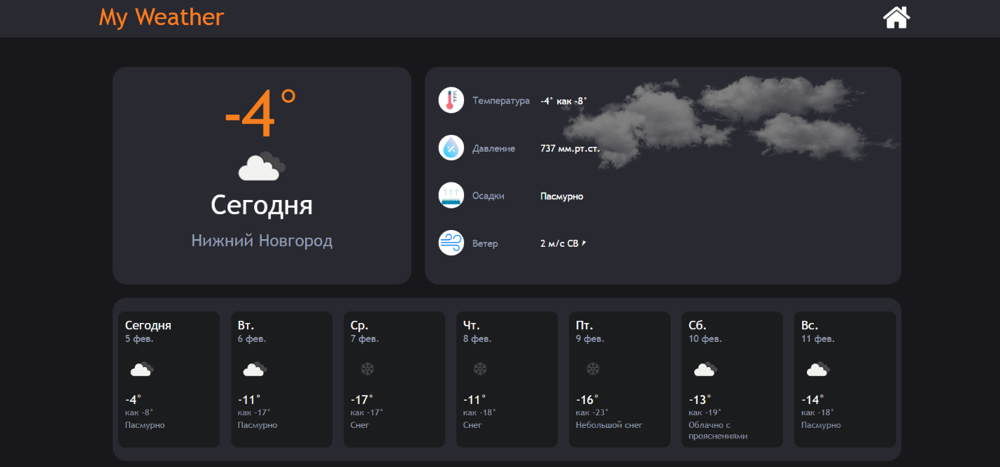 My Weather
-4°
Сегодня
Нижний Новгород
Температура -4° как -8°
Давление 737 мм.рт.ст.
Осадки Пасмурно
Ветер 2 м/с СВ
Сегодня
5 фев.
-4°
как -8°
Пасмурно
Вт.
6 фев.
-11°
как -17°
Пасмурно
Ср.
7 фев.
-17°
как -17°
Снег
Чт.
8 фев.
-11°
как -18°
Снег
Пт.
9 фев.
-16°
как -23°
Небольшой снег
Сб.
10 фев.
-13°
как -19°
Облачно с
прояснениями
Вс.
11 фев.
-14°
как -18°
Пасмурно